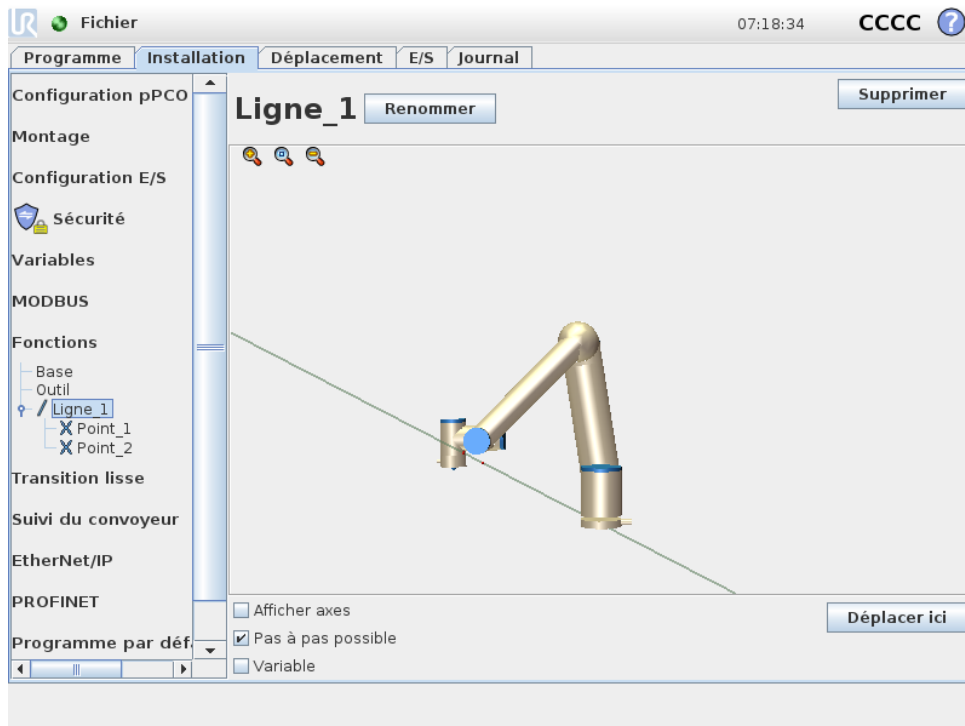 UR Fichier 07:18:34 CCCC ?
Programme Installation Déplacement E/S Journal
Configuration pPCO
Montage
Configuration E/S
Sécurité
Variables
MODBUS
Fonctions
Base
Outil
Ligne_1
Point_1
Point_2
Transition lisse
Suivi du convoyeur
EtherNet/IP
PROFINET
Programme par défa
Ligne_1 Renommer Supprimer
Afficher axes
Pas à pas possible
Variable
Déplacer ici